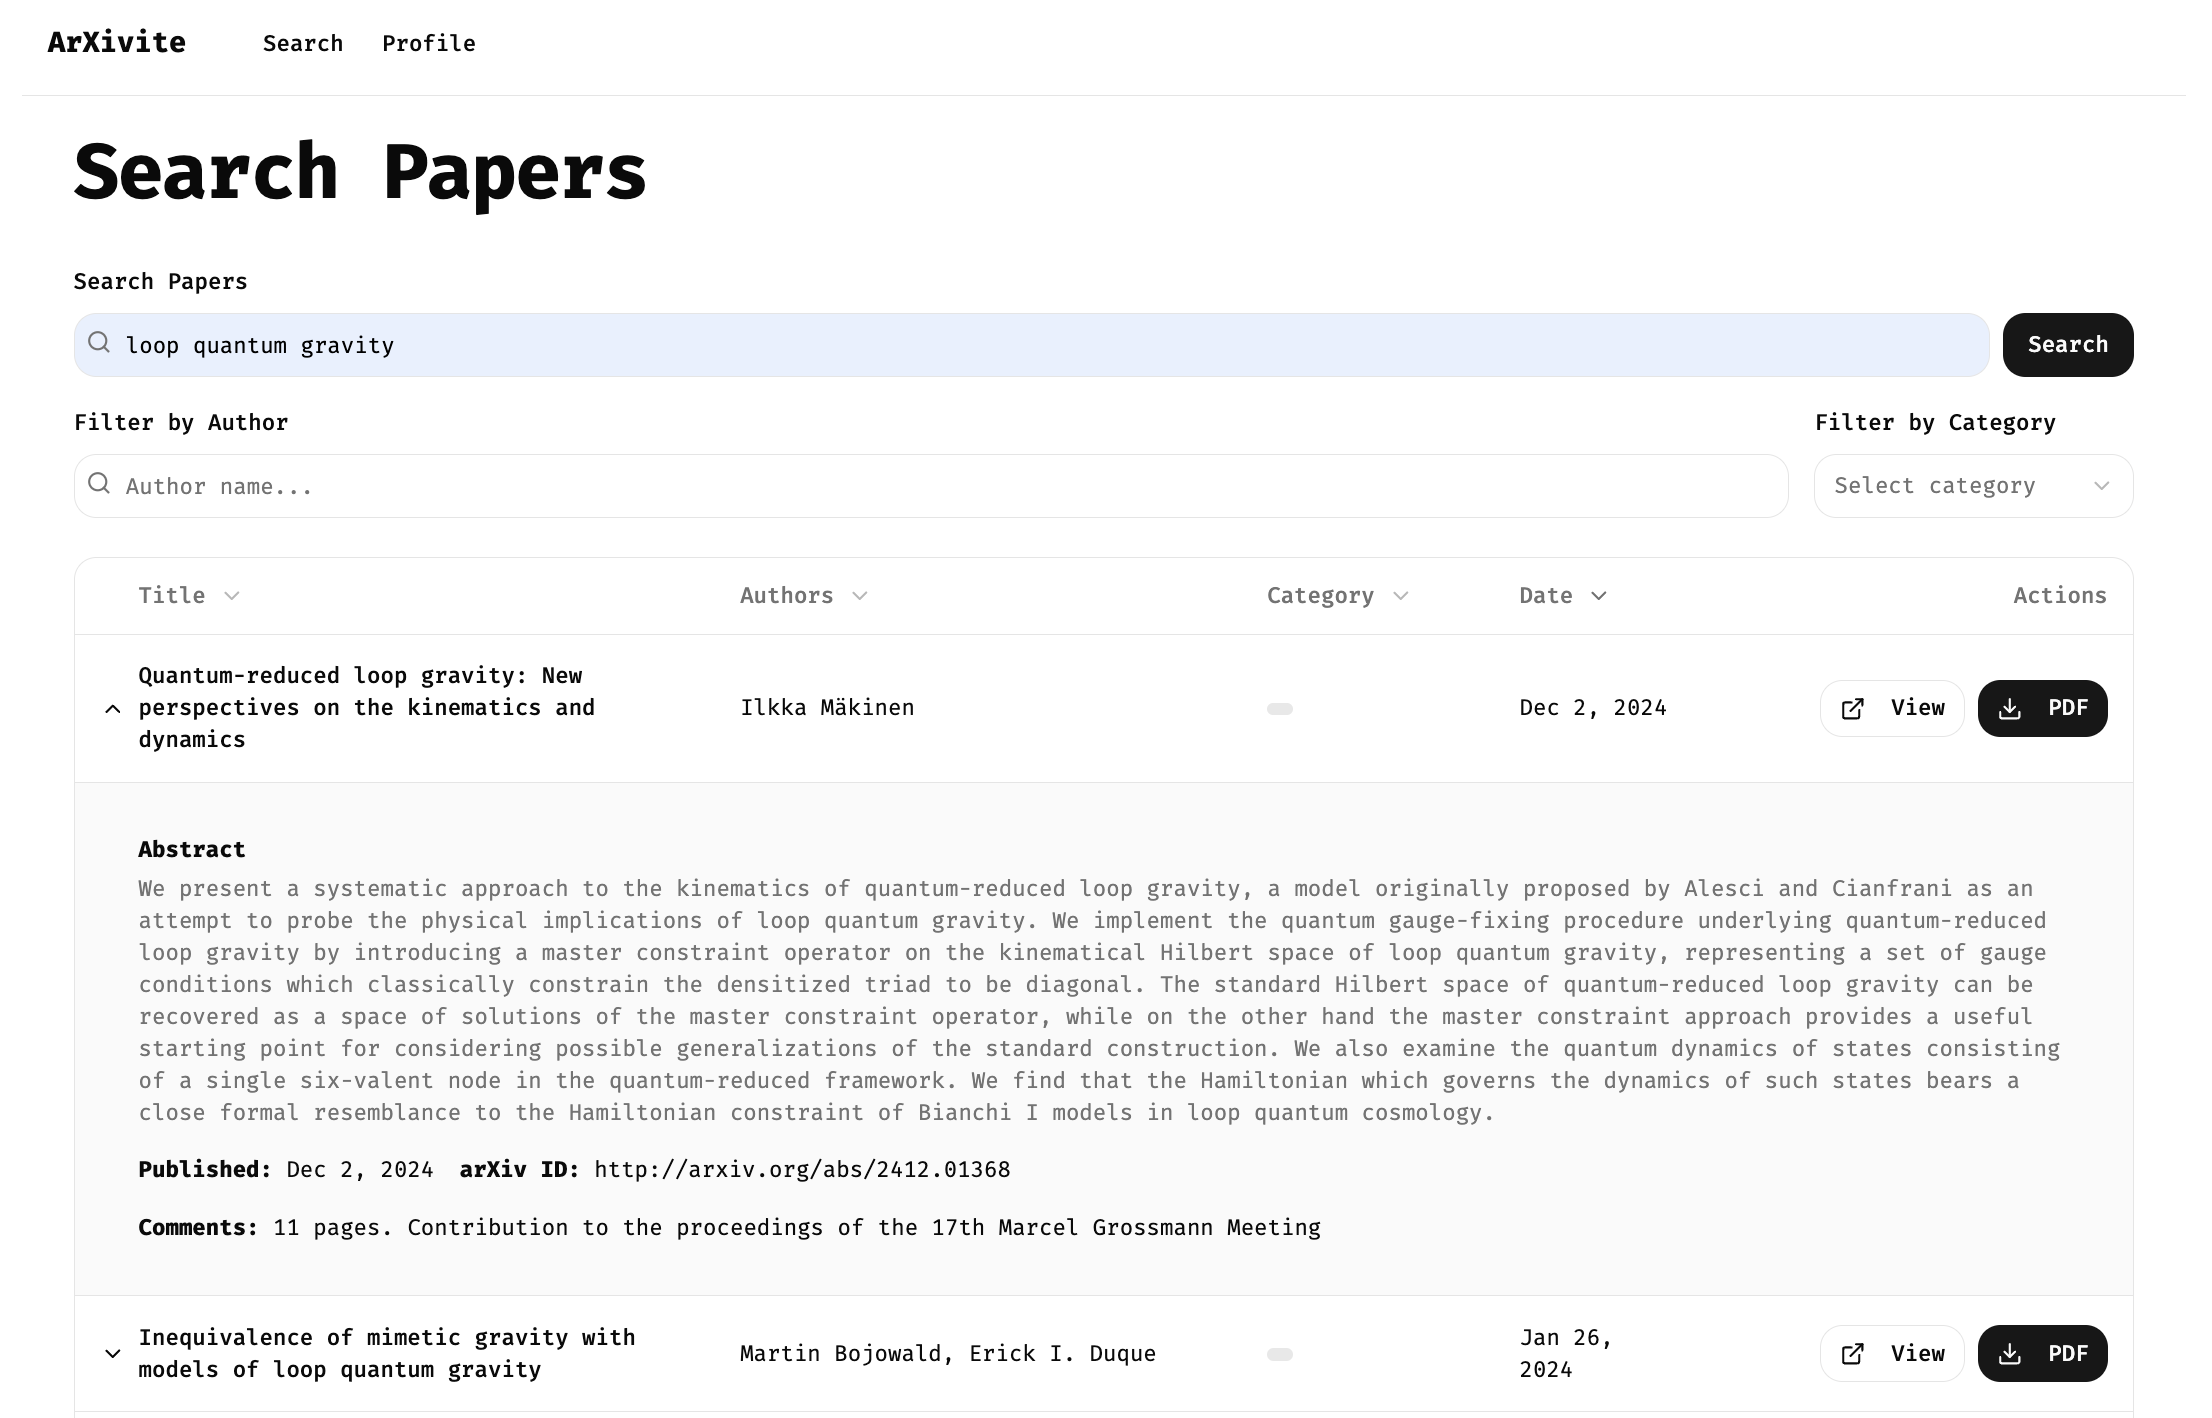 ArXivite Search Profile
Search Papers
Search Papers
loop quantum gravity Search
Filter by Author Filter by Category
Author name... Select category
Title Authors Category Date Actions
Quantum-reduced loop gravity: New
perspectives on the kinematics and
dynamics
Ilkka Mäkinen Dec 2, 2024 View PDF
Abstract
We present a systematic approach to the kinematics of quantum-reduced loop gravity, a model originally proposed by Alesci and Cianfrani as an
attempt to probe the physical implications of loop quantum gravity. We implement the quantum gauge-fixing procedure underlying quantum-reduced
loop gravity by introducing a master constraint operator on the kinematical Hilbert space of loop quantum gravity, representing a set of gauge
conditions which classically constrain the densitized triad to be diagonal. The standard Hilbert space of quantum-reduced loop gravity can be
recovered as a space of solutions of the master constraint operator, while on the other hand the master constraint approach provides a useful
starting point for considering possible generalizations of the standard construction. We also examine the quantum dynamics of states consisting
of a single six-valent node in the quantum-reduced framework. We find that the Hamiltonian which governs the dynamics of such states bears a
close formal resemblance to the Hamiltonian constraint of Bianchi I models in loop quantum cosmology.
Published: Dec 2, 2024 arXiv ID: http://arxiv.org/abs/2412.01368
Comments: 11 pages. Contribution to the proceedings of the 17th Marcel Grossmann Meeting
Inequivalence of mimetic gravity with
models of loop quantum gravity
Martin Bojowald, Erick I. Duque
Jan 26,
2024
View PDF